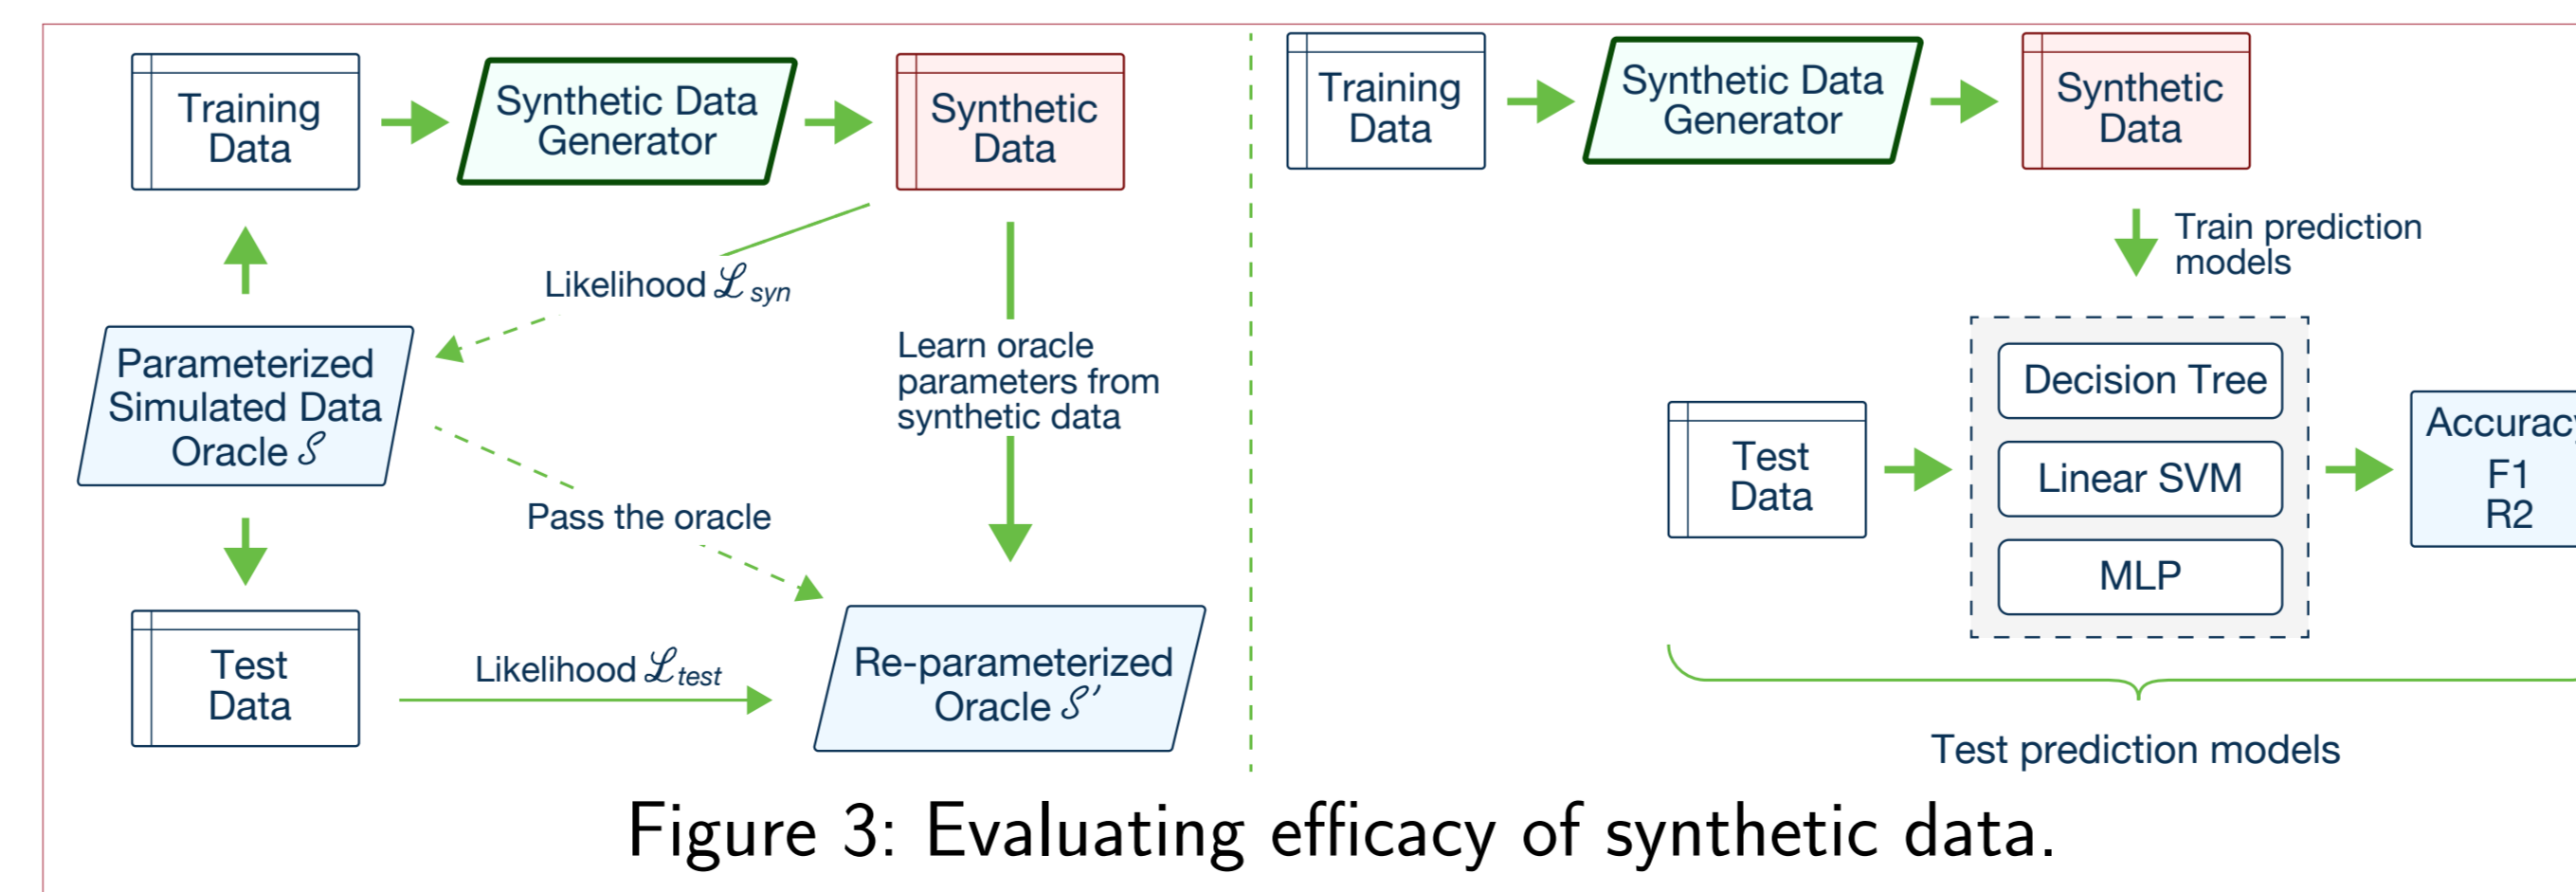 Training
Data
Synthetic Data
Generator
Synthetic
Data
Likelihood ℒ syn
Parameterized
Simulated Data
Oracle 𝒮
Learn oracle
parameters from
synthetic data
Pass the oracle
Test
Data
Likelihood ℒ test
Re-parameterized
Oracle 𝒮′
Training
Data
Synthetic Data
Generator
Synthetic
Data
Train prediction
models
Decision Tree
Linear SVM
MLP
Test
Data
Accuracy
F1
R2
Test prediction models
Figure 3: Evaluating efficacy of synthetic data.